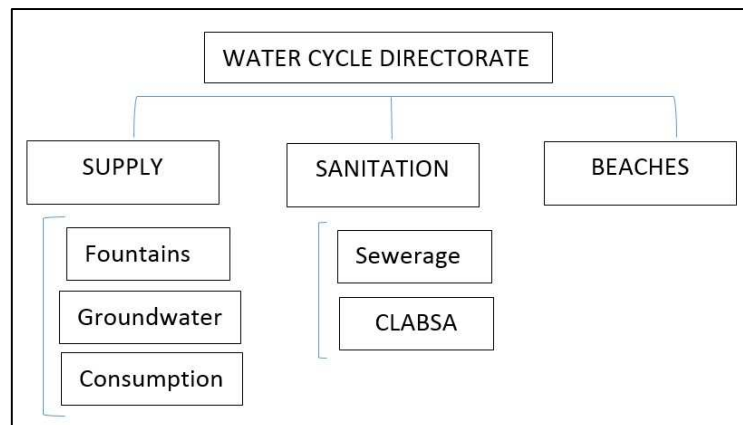 WATER CYCLE DIRECTORATE
SUPPLY
SANITATION
BEACHES
Fountains
Groundwater
Consumption
Sewerage
CLABSA